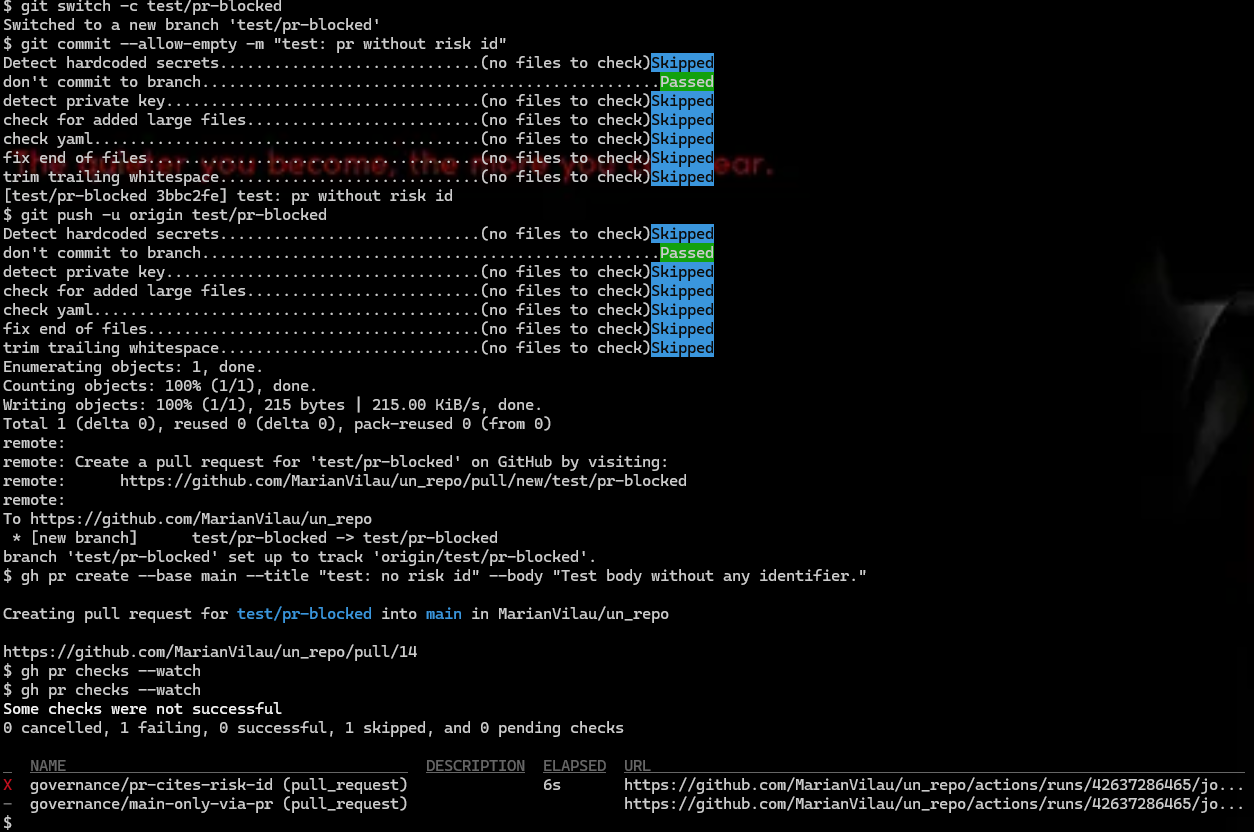 $ git switch -c test/pr-blocked
Switched to a new branch 'test/pr-blocked'
$ git commit --allow-empty -m "test: pr without risk id"
Detect hardcoded secrets.............................(no files to check)Skipped
don't commit to branch...................................................Passed
detect private key...................................(no files to check)Skipped
check for added large files..........................(no files to check)Skipped
check yaml...........................................(no files to check)Skipped
fix end of files.....................................(no files to check)Skipped
The quieter you become, the more you ear.
trim trailing whitespace.............................(no files to check)Skipped
[test/pr-blocked 3bbc2fe] test: pr without risk id
$ git push -u origin test/pr-blocked
Detect hardcoded secrets.............................(no files to check)Skipped
don't commit to branch...................................................Passed
detect private key...................................(no files to check)Skipped
check for added large files..........................(no files to check)Skipped
check yaml...........................................(no files to check)Skipped
fix end of files.....................................(no files to check)Skipped
trim trailing whitespace.............................(no files to check)Skipped
Enumerating objects: 1, done.
Counting objects: 100% (1/1), done.
Writing objects: 100% (1/1), 215 bytes | 215.00 KiB/s, done.
Total 1 (delta 0), reused 0 (delta 0), pack-reused 0 (from 0)
remote:
remote: Create a pull request for 'test/pr-blocked' on GitHub by visiting:
remote:      https://github.com/MarianVilau/un_repo/pull/new/test/pr-blocked
remote:
To https://github.com/MarianVilau/un_repo
 * [new branch]      test/pr-blocked -> test/pr-blocked
branch 'test/pr-blocked' set up to track 'origin/test/pr-blocked'.
$ gh pr create --base main --title "test: no risk id" --body "Test body without any identifier."
Creating pull request for test/pr-blocked into main in MarianVilau/un_repo
https://github.com/MarianVilau/un_repo/pull/14
$ gh pr checks --watch
$ gh pr checks --watch
Some checks were not successful
0 cancelled, 1 failing, 0 successful, 1 skipped, and 0 pending checks
_  NAME  DESCRIPTION  ELAPSED  URL
X  governance/pr-cites-risk-id (pull_request)  6s  https://github.com/MarianVilau/un_repo/actions/runs/42637286465/jo...
-  governance/main-only-via-pr (pull_request)  https://github.com/MarianVilau/un_repo/actions/runs/42637286465/jo...
$